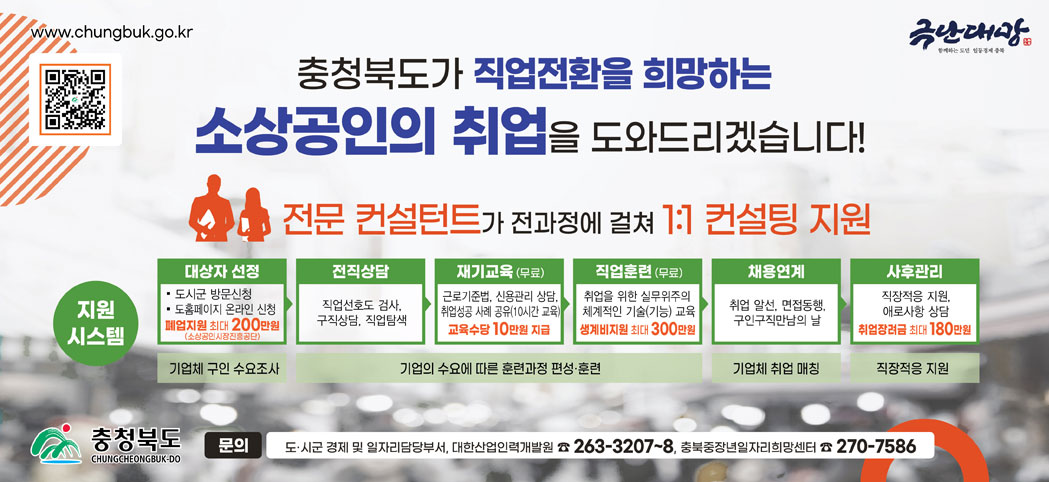 www.chungbuk.go.kr
극난대망
함께하는 도민 일등경제 충북
충청북도가 직업전환을 희망하는
소상공인의 취업을 도와드리겠습니다!
전문 컨설턴트가 전과정에 걸쳐 1:1 컨설팅 지원
지원
시스템
대상자 선정
• 도시군 방문신청
• 도홈페이지 온라인 신청
폐업지원 최대 200만원
(소상공인시장진흥공단)
전직상담
직업선호도 검사,
구직상담, 직업탐색
재기교육 (무료)
근로기준법, 신용관리 상담,
취업성공 사례 공유(10시간 교육)
교육수당 10만원 지급
직업훈련 (무료)
취업을 위한 실무위주의
체계적인 기술(기능) 교육
생계비지원 최대 300만원
채용연계
취업 알선, 면접동행,
구인구직만남의 날
사후관리
직장적응 지원,
애로사항 상담
취업장려금 최대 180만원
기업체 구인 수요조사
기업의 수요에 따른 훈련과정 편성·훈련
기업체 취업 매칭
직장적응 지원
충청북도
CHUNGCHEONGBUK-DO
문의
도·시군 경제 및 일자리담당부서, 대한산업인력개발원 ☎ 263-3207~8, 충북중장년일자리희망센터 ☎ 270-7586